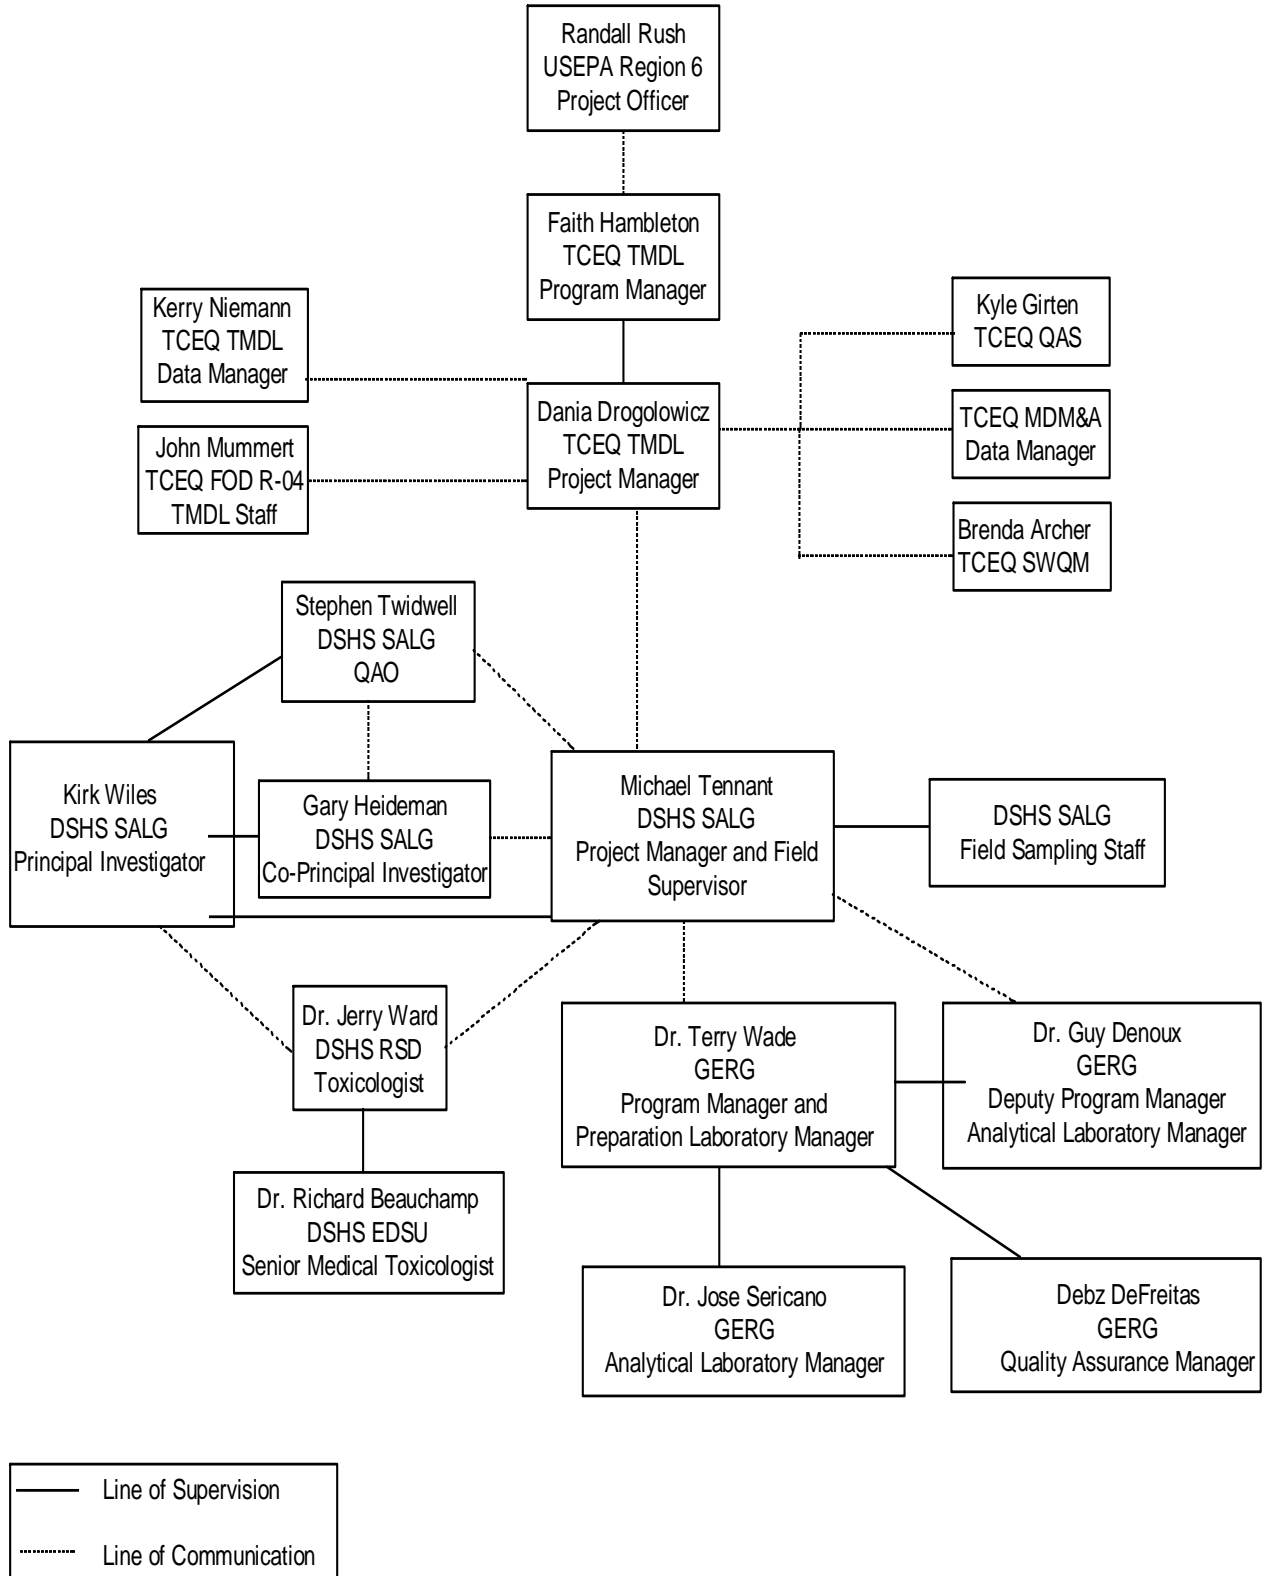 Randall Rush
USEPA Region 6
Project Officer
Faith Hambleton
TCEQ TMDL
Program Manager
Kerry Niemann
TCEQ TMDL
Data Manager
Kyle Girten
TCEQ QAS
Dania Drogolowicz
TCEQ TMDL
Project Manager
TCEQ MDM&A
Data Manager
John Mummert
TCEQ FOD R-04
TMDL Staff
Brenda Archer
TCEQ SWQM
Stephen Twidwell
DSHS SALG
QAO
Kirk Wiles
DSHS SALG
Principal Investigator
Gary Heideman
DSHS SALG
Co-Principal Investigator
Michael Tennant
DSHS SALG
Project Manager and Field
Supervisor
DSHS SALG
Field Sampling Staff
Dr. Jerry Ward
DSHS RSD
Toxicologist
Dr. Terry Wade
GERG
Program Manager and
Preparation Laboratory Manager
Dr. Guy Denoux
GERG
Deputy Program Manager
Analytical Laboratory Manager
Dr. Richard Beauchamp
DSHS EDSU
Senior Medical Toxicologist
Dr. Jose Sericano
GERG
Analytical Laboratory Manager
Debz DeFreitas
GERG
Quality Assurance Manager
Line of Supervision
Line of Communication